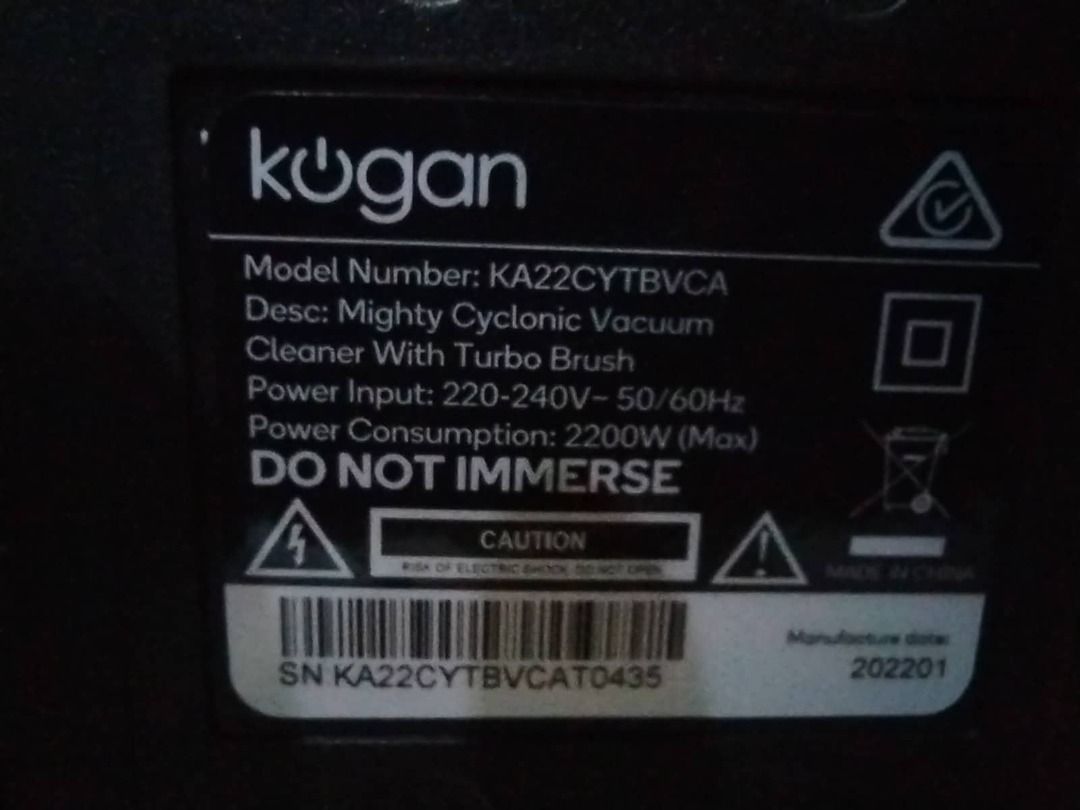 kogan
Model Number: KA22CYTBVCA
Desc: Mighty Cyclonic Vacuum
Cleaner With Turbo Brush
Power Input: 220-240V~ 50/60Hz
Power Consumption: 2200W (Max)
DO NOT IMMERSE
CAUTION
RISK OF ELECTRIC SHOCK DO NOT OPEN
MADE IN CHINA
Manufacture date:
202201
SN KA22CYTBVCAT0435